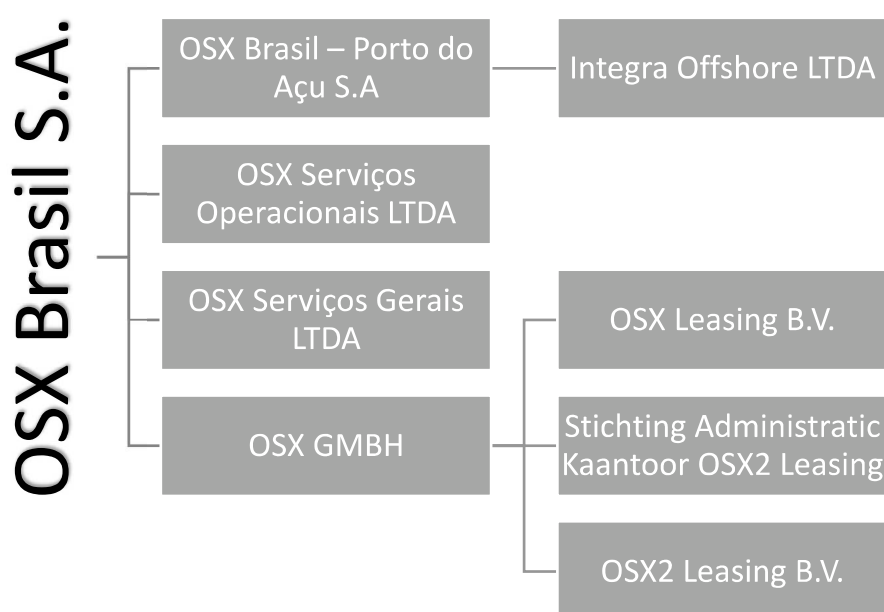 OSX Brasil S.A.
OSX Brasil – Porto do
Açu S.A
Integra Offshore LTDA
OSX Serviços
Operacionais LTDA
OSX Serviços Gerais
LTDA
OSX GMBH
OSX Leasing B.V.
Stichting Administratic
Kaantoor OSX2 Leasing
OSX2 Leasing B.V.